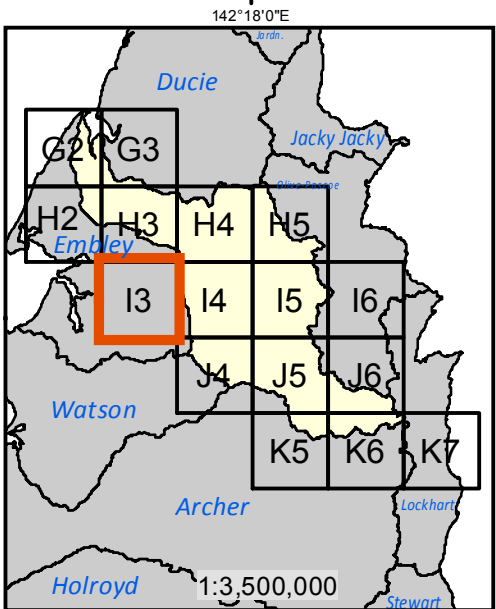 142°18'0"E
Jardn.
Ducie
Jacky Jacky
G2 G3
Olive Pascoe
H2 H3 H4 H5
Embley
I3 I4 I5 I6
J4 J5 J6
Watson
K5 K6 K7
Archer
Lockhart
Holroyd
1:3,500,000
Stewart